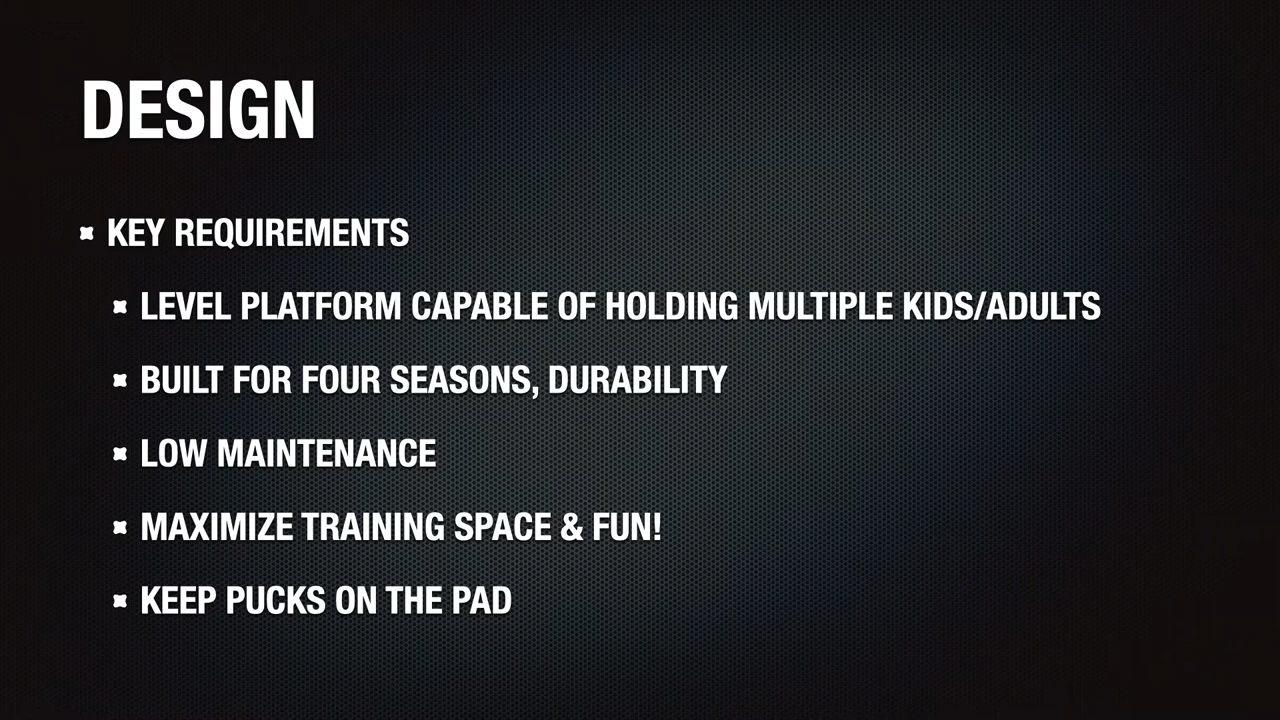 DESIGN
KEY REQUIREMENTS
LEVEL PLATFORM CAPABLE OF HOLDING MULTIPLE KIDS/ADULTS
BUILT FOR FOUR SEASONS, DURABILITY
LOW MAINTENANCE
MAXIMIZE TRAINING SPACE & FUN!
KEEP PUCKS ON THE PAD